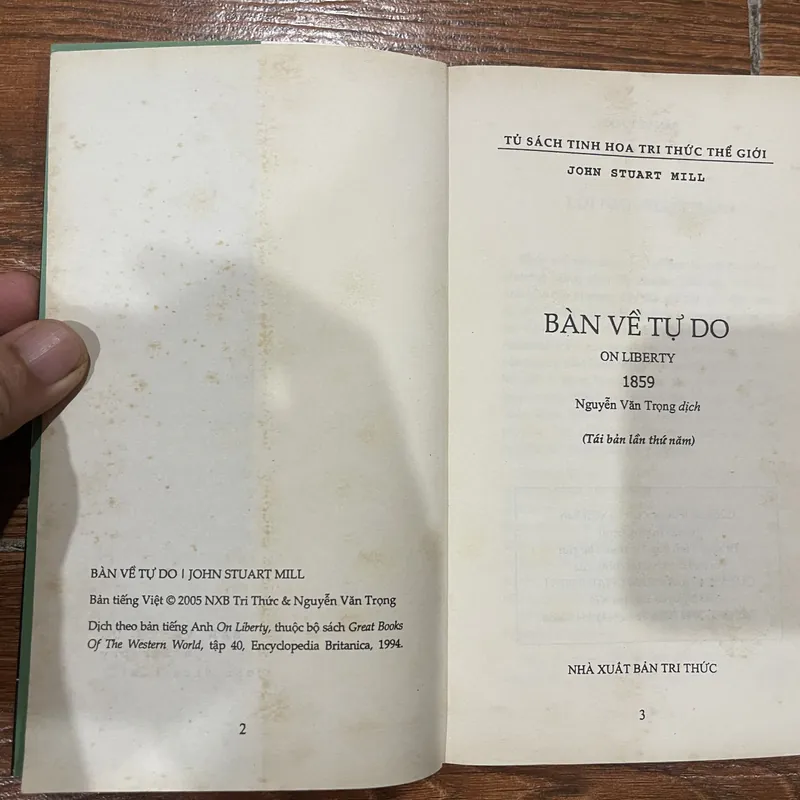 BÀN VỀ TỰ DO | JOHN STUART MILL
Bản tiếng Việt © 2005 NXB Tri Thức & Nguyễn Văn Trọng
Dịch theo bản tiếng Anh On Liberty, thuộc bộ sách Great Books
Of The Western World, tập 40, Encyclopedia Britanica, 1994.
2
TỦ SÁCH TINH HOA TRI THỨC THẾ GIỚI
JOHN STUART MILL
BÀN VỀ TỰ DO
ON LIBERTY
1859
Nguyễn Văn Trọng dịch
(Tái bản lần thứ năm)
NHÀ XUẤT BẢN TRI THỨC
3